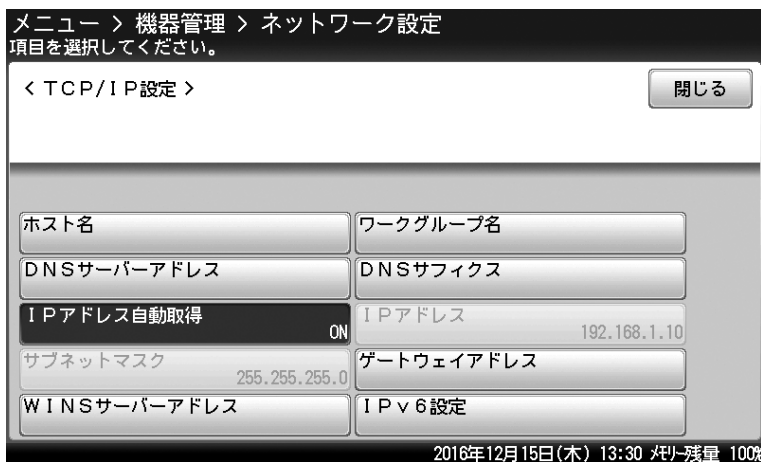 メニュー > 機器管理 > ネットワーク設定
項目を選択してください。
<TCP/IP設定>
閉じる
ホスト名
ワークグループ名
DNSサーバーアドレス
DNSサフィクス
IPアドレス自動取得
ON
IPアドレス
192.168.1.10
サブネットマスク
255.255.255.0
ゲートウェイアドレス
WINSサーバーアドレス
IPv6設定
2016年12月15日(木) 13:30 メモリー残量 100%